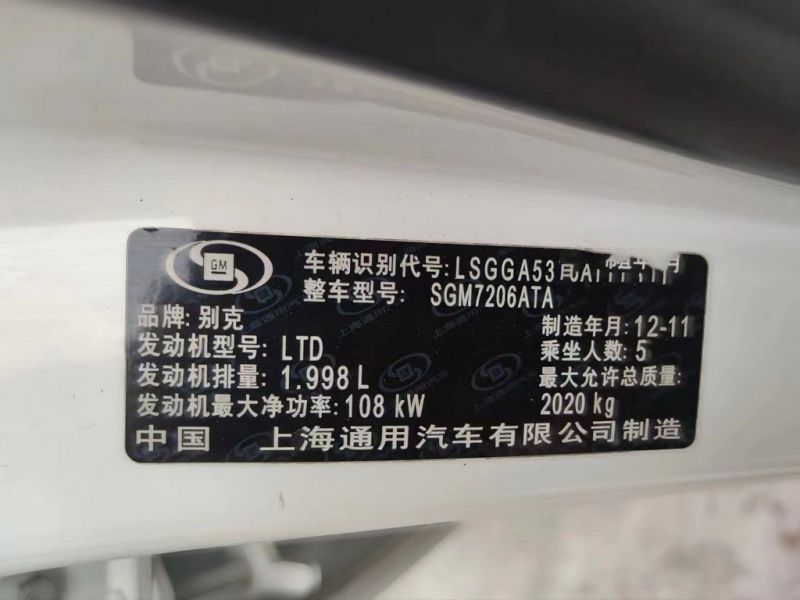 GM
车辆识别代号: LSGGA53
整车型号: SGM7206ATA
品牌: 别克 制造年月: 12-11
发动机型号: LTD 乘坐人数: 5
发动机排量: 1.998 L 最大允许总质量:
发动机最大净功率: 108 kW 2020 kg
中国 上海通用汽车有限公司制造